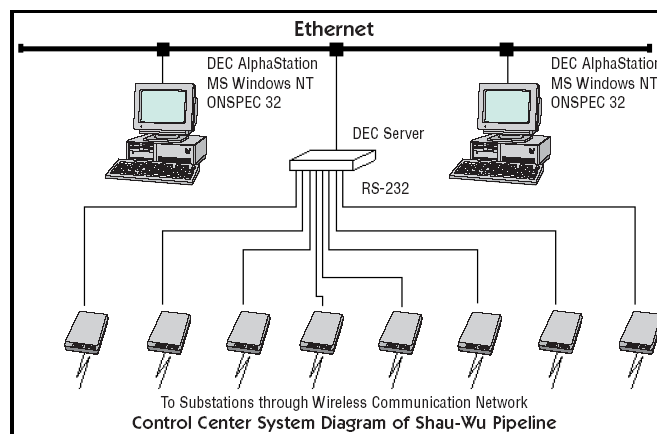 Ethernet
DEC AlphaStation
MS Windows NT
ONSPEC 32
DEC AlphaStation
MS Windows NT
ONSPEC 32
DEC Server
RS-232
To Substations through Wireless Communication Network
Control Center System Diagram of Shau-Wu Pipeline